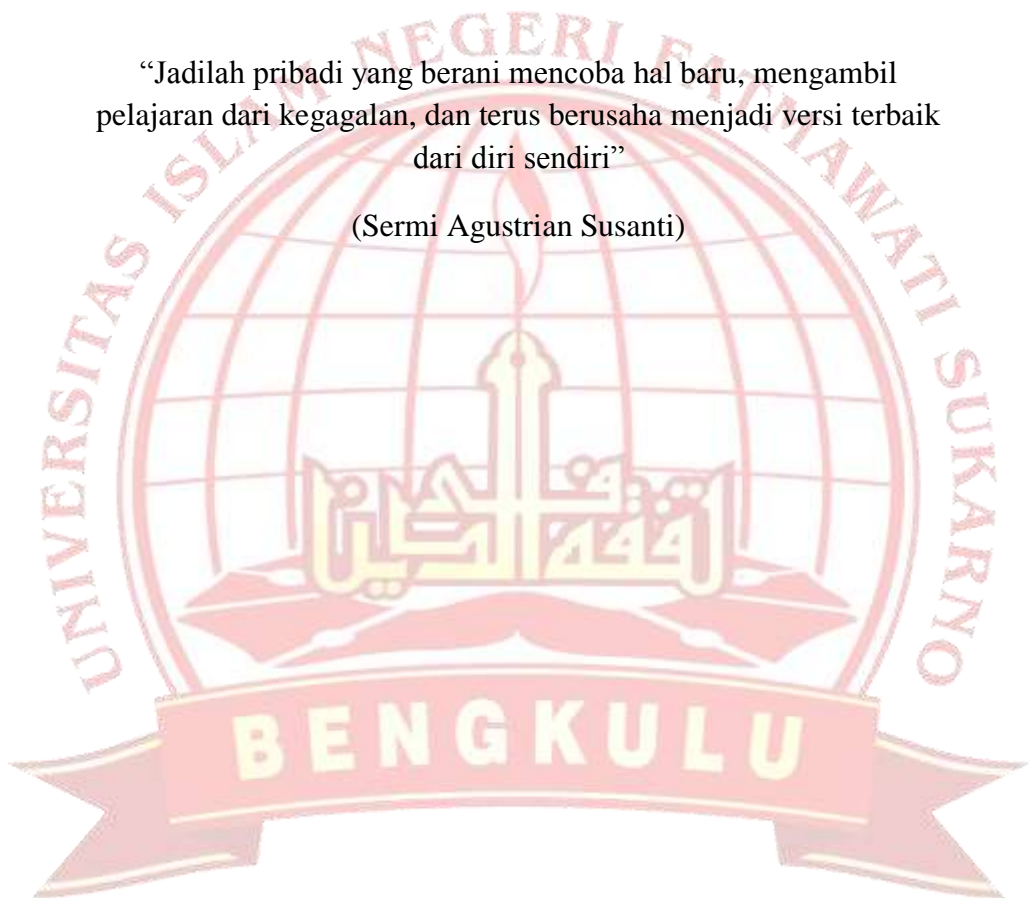 “Jadilah pribadi yang berani mencoba hal baru, mengambil
pelajaran dari kegagalan, dan terus berusaha menjadi versi terbaik
dari diri sendiri”
(Sermi Agustrian Susanti)
UNIVERSITAS ISLAM NEGERI FATMAWATI SUKARNO
BENGKULU